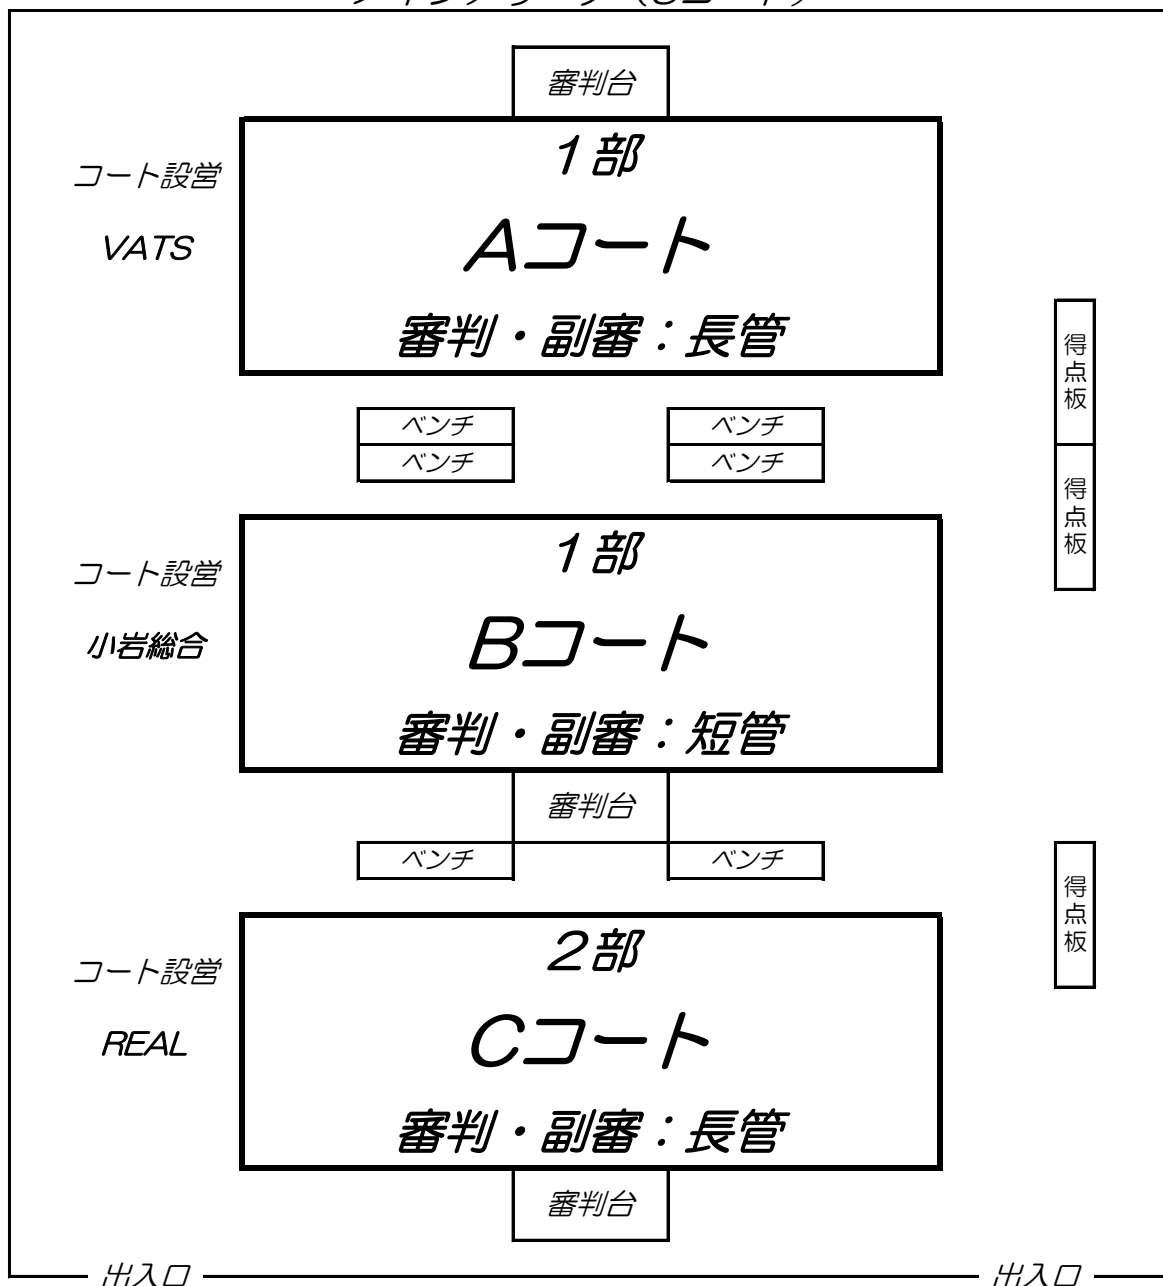 審判台
1部
コート設営
VATS
Aコート
審判・副審：長管
得点板
ベンチ ベンチ
ベンチ ベンチ
得点板
1部
コート設営
小岩総合
Bコート
審判・副審：短管
審判台
ベンチ ベンチ
得点板
2部
コート設営
REAL
Cコート
審判・副審：長管
審判台
出入口 出入口